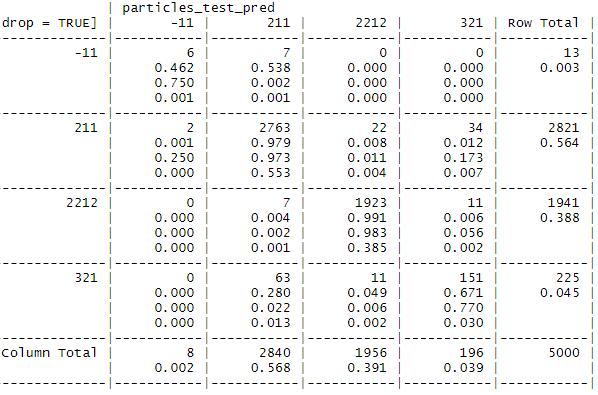 | particles_test_pred
drop = TRUE] | -11 | 211 | 2212 | 321 | Row Total |
-------------|-----------|-----------|-----------|-----------|-----------|
-11 | 6 | 7 | 0 | 0 | 13 |
| 0.462 | 0.538 | 0.000 | 0.000 | 0.003 |
| 0.750 | 0.002 | 0.000 | 0.000 | |
| 0.001 | 0.001 | 0.000 | 0.000 | |
-------------|-----------|-----------|-----------|-----------|-----------|
211 | 2 | 2763 | 22 | 34 | 2821 |
| 0.001 | 0.979 | 0.008 | 0.012 | 0.564 |
| 0.250 | 0.973 | 0.011 | 0.173 | |
| 0.000 | 0.553 | 0.004 | 0.007 | |
-------------|-----------|-----------|-----------|-----------|-----------|
2212 | 0 | 7 | 1923 | 11 | 1941 |
| 0.000 | 0.004 | 0.991 | 0.006 | 0.388 |
| 0.000 | 0.002 | 0.983 | 0.056 | |
| 0.000 | 0.001 | 0.385 | 0.002 | |
-------------|-----------|-----------|-----------|-----------|-----------|
321 | 0 | 63 | 11 | 151 | 225 |
| 0.000 | 0.280 | 0.049 | 0.671 | 0.045 |
| 0.000 | 0.022 | 0.006 | 0.770 | |
| 0.000 | 0.013 | 0.002 | 0.030 | |
-------------|-----------|-----------|-----------|-----------|-----------|
Column Total | 8 | 2840 | 1956 | 196 | 5000 |
| 0.002 | 0.568 | 0.391 | 0.039 | |
-------------|-----------|-----------|-----------|-----------|-----------|